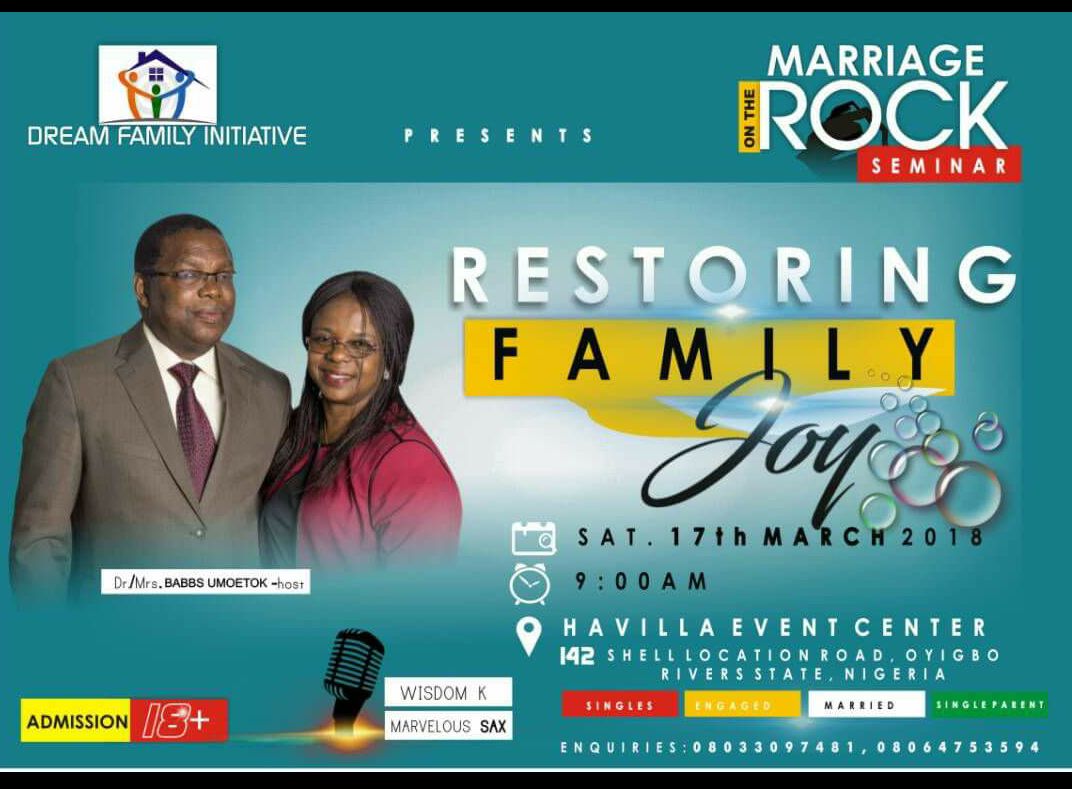 DREAM FAMILY INITIATIVE
PRESENTS
MARRIAGE
ON THE
ROCK
SEMINAR
RESTORING
FAMILY
Joy
SAT. 17th MARCH 2018
9:00AM
HAVILLA EVENT CENTER
142 SHELL LOCATION ROAD, OYIGBO
RIVERS STATE, NIGERIA
Dr/Mrs. BABBS UMOETOK -host
ADMISSION 18+
WISDOM K
MARVELOUS SAX
SINGLES ENGAGED MARRIED SINGLE PARENT
ENQUIRIES: 08033097481, 08064753594